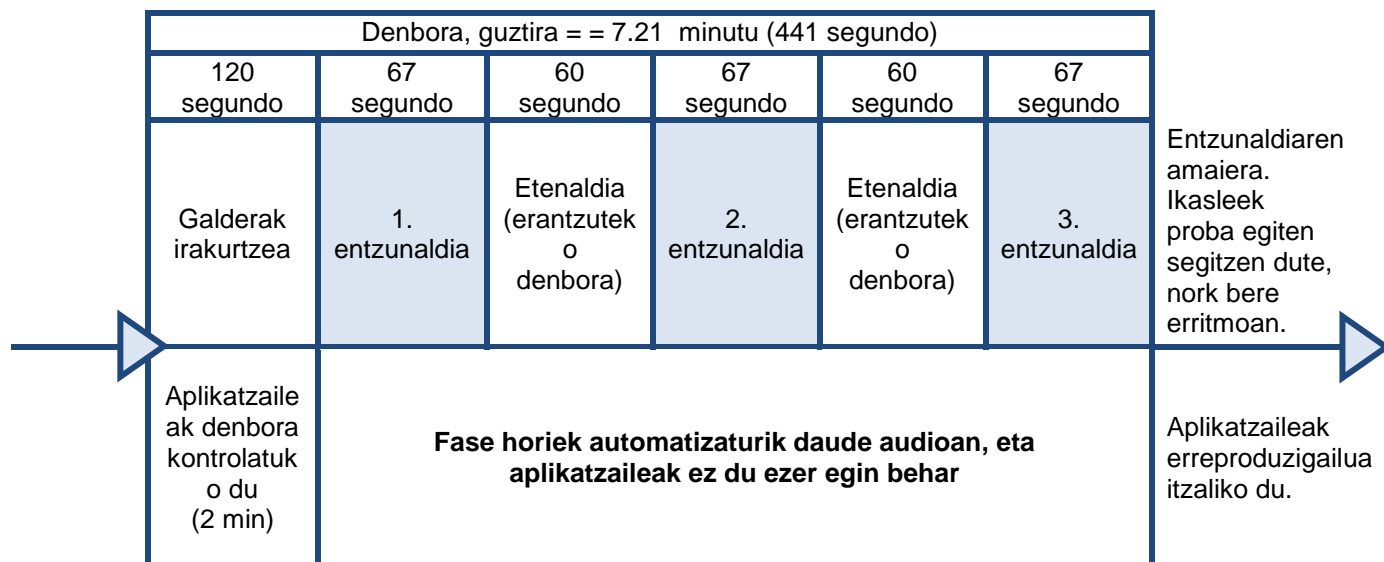 Denbora, guztira = = 7.21  minutu (441 segundo)
120
segundo
67
segundo
60
segundo
67
segundo
60
segundo
67
segundo
Galderak
irakurtzea
1.
entzunaldia
Etenaldia
(erantzutek
o
denbora)
2.
entzunaldia
Etenaldia
(erantzutek
o
denbora)
3.
entzunaldia
Entzunaldiaren
amaiera.
Ikasleek
proba egiten
segitzen dute,
nork bere
erritmoan.
Aplikatzaile
ak denbora
kontrolatuk
o du
(2 min)
Fase horiek automatizaturik daude audioan, eta
aplikatzaileak ez du ezer egin behar
Aplikatzaileak
erreproduzigailua
itzaliko du.